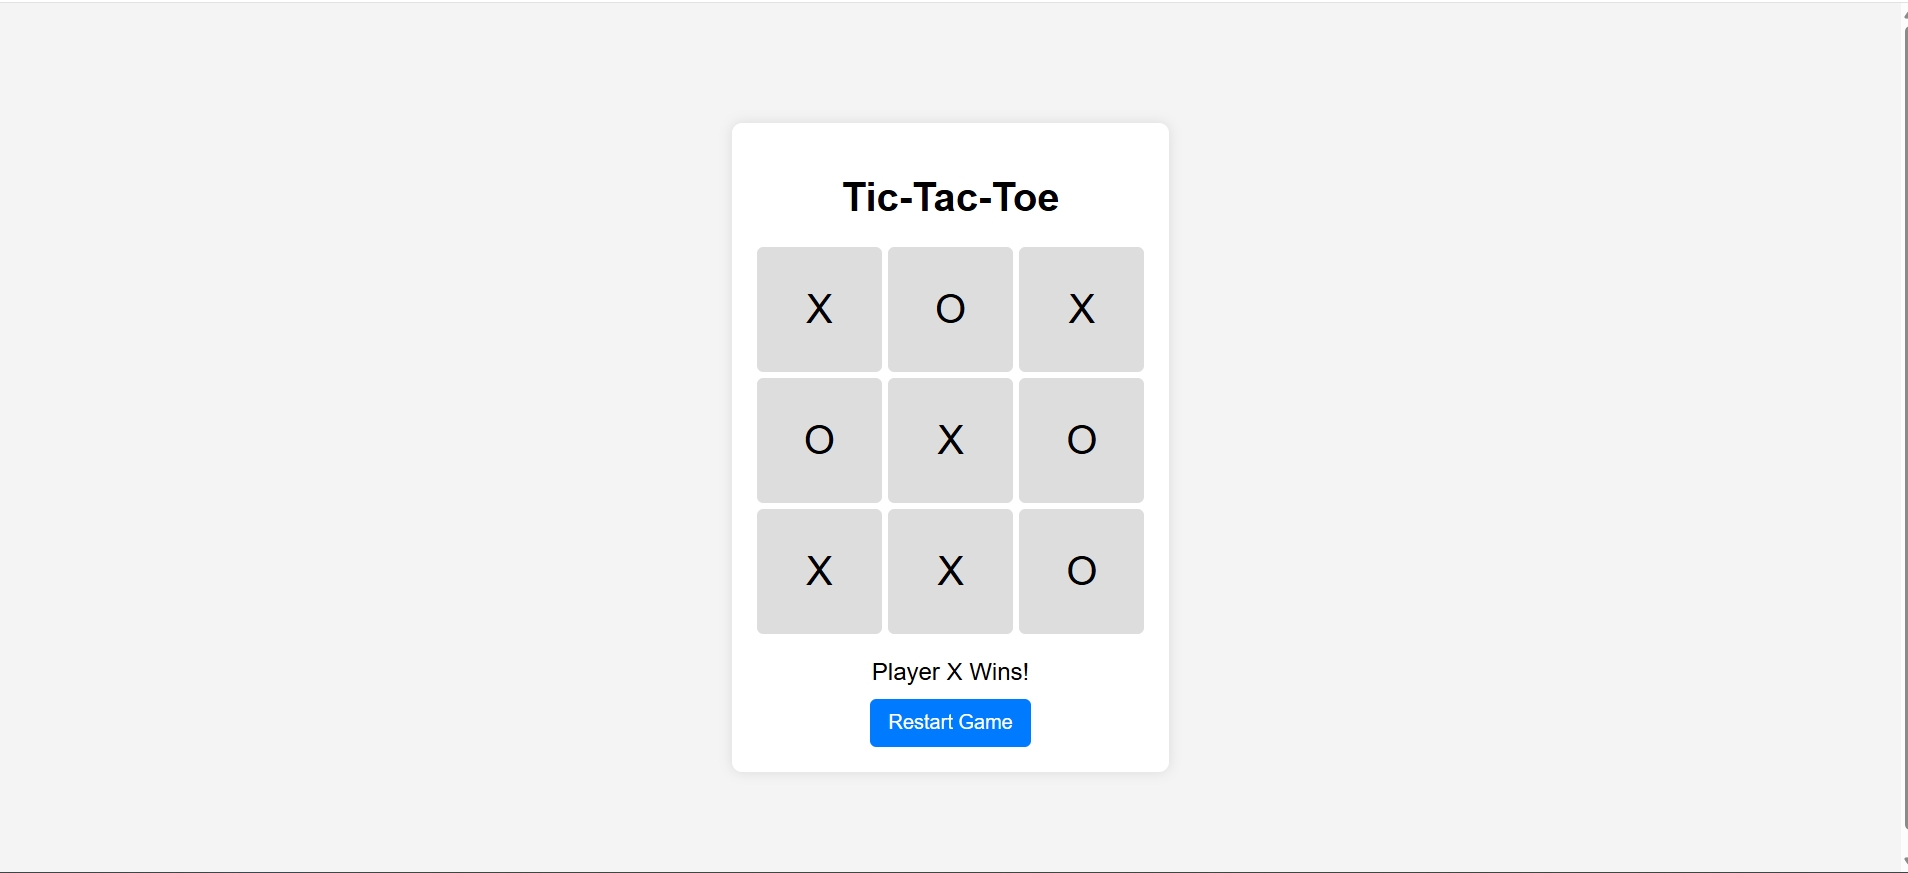 Tic-Tac-Toe
X O X
O X O
X X O
Player X Wins!
Restart Game